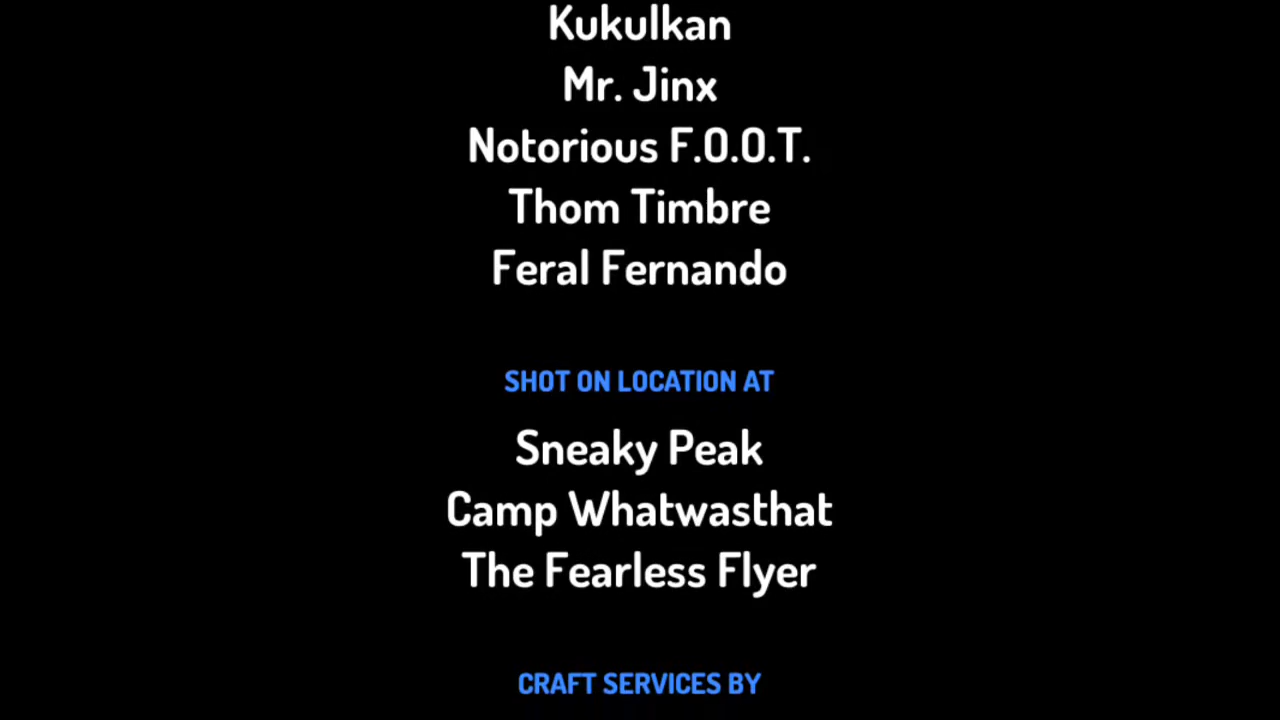 Kukulkan
Mr. Jinx
Notorious F.O.O.T.
Thom Timbre
Feral Fernando
SHOT ON LOCATION AT
Sneaky Peak
Camp Whatwasthat
The Fearless Flyer
CRAFT SERVICES BY